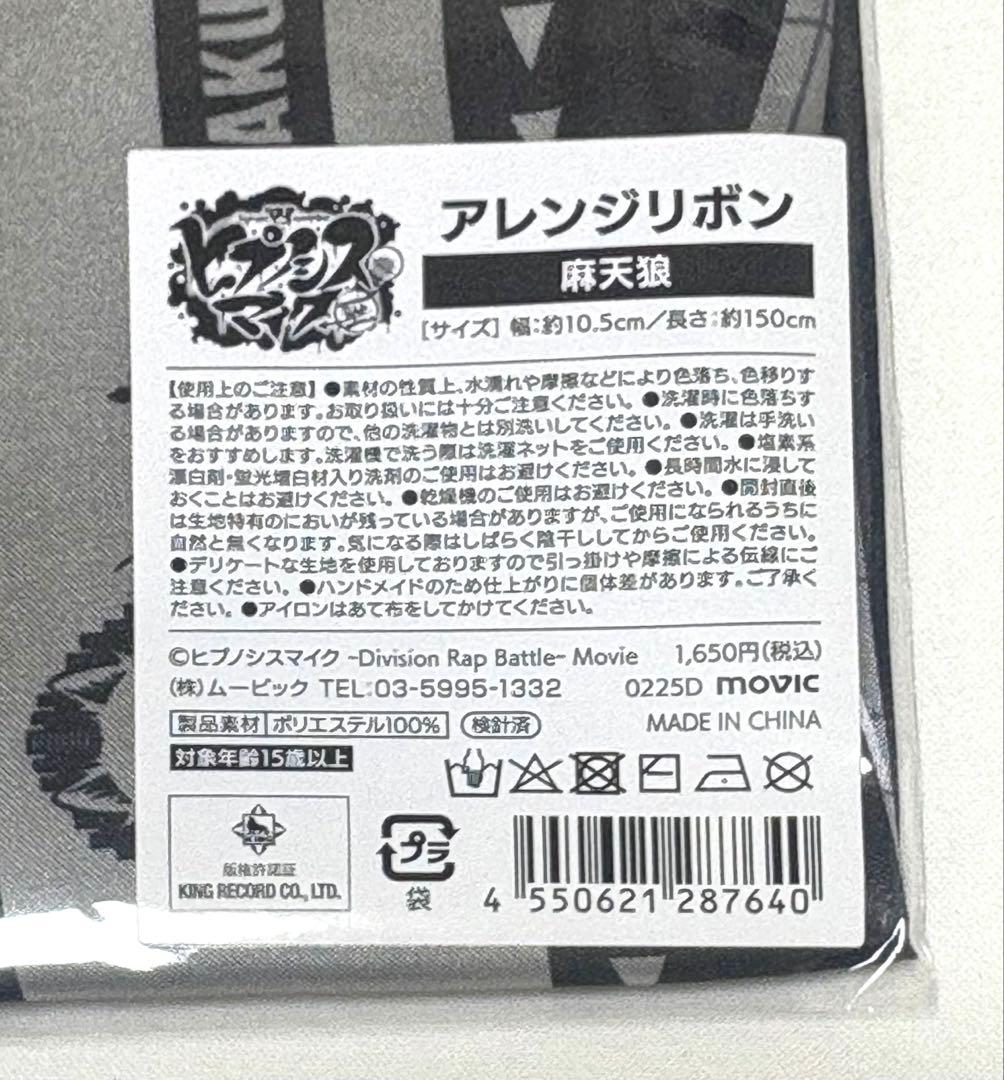 AKU
ヒプノシス
マイク
アレンジリボン
麻天狼
[サイズ] 幅:約10.5cm/長さ:約150cm
【使用上のご注意】●素材の性質上、水濡れや摩擦などにより色落ち、色移りす
る場合があります。お取り扱いには十分ご注意ください。●洗濯時に色落ちす
る場合がありますので、他の洗濯物とは別洗いしてください。●洗濯は手洗い
をおすすめします。洗濯機で洗う際は洗濯ネットをご使用ください。●塩素系
漂白剤・蛍光増白材入り洗剤のご使用はお避けください。●長時間水に浸して
おくことはお避けください。●乾燥機のご使用はお避けください。●開封直後
は生地特有のにおいが残っている場合がありますが、ご使用になられるうちに
自然と無くなります。気になる際はしばらく陰干ししてからご使用ください。
●デリケートな生地を使用しておりますので引っ掛けや摩擦による伝線にご
注意ください。●ハンドメイドのため仕上がりに個体差があります。ご了承く
ださい。●アイロンはあて布をしてかけてください。
©ヒプノシスマイク -Division Rap Battle- Movie 1,650円(税込)
(株)ムービック TEL:03-5995-1332 0225D movic
製品素材 ポリエステル100% 検針済 MADE IN CHINA
対象年齢15歳以上
版権許諾証
KING RECORD CO., LTD.
プラ
袋
4 550621 287640